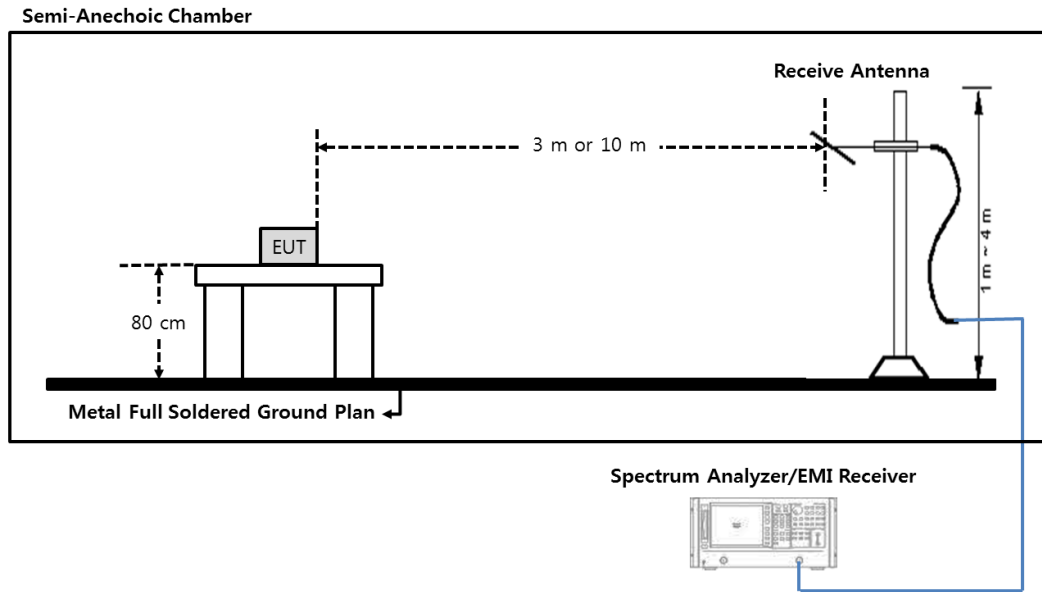 Semi-Anechoic Chamber
Receive Antenna
3 m or 10 m
EUT
1 m ~ 4 m
80 cm
Metal Full Soldered Ground Plan
Spectrum Analyzer/EMI Receiver